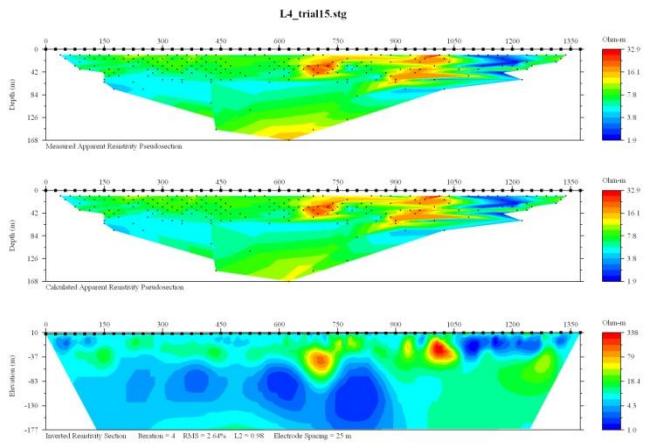 L4_trial15.stg
Ohm-m
0 150 300 450 600 750 900 1050 1200 1350
0
42
84
126
168
Depth (m)
32.9
16.1
7.8
3.8
1.9
Measured Apparent Resistivity Pseudosection
Ohm-m
0 150 300 450 600 750 900 1050 1200 1350
0
42
84
126
168
Depth (m)
32.9
16.1
7.8
3.8
1.9
Calculated Apparent Resistivity Pseudosection
Ohm-m
0 150 300 450 600 750 900 1050 1200 1350
10
-37
-83
-130
-177
Elevation (m)
338
79
18.4
4.3
1.0
Inverted Resistivity Section Iteration = 4 RMS = 2.64% L2 = 0.98 Electrode Spacing = 25 m